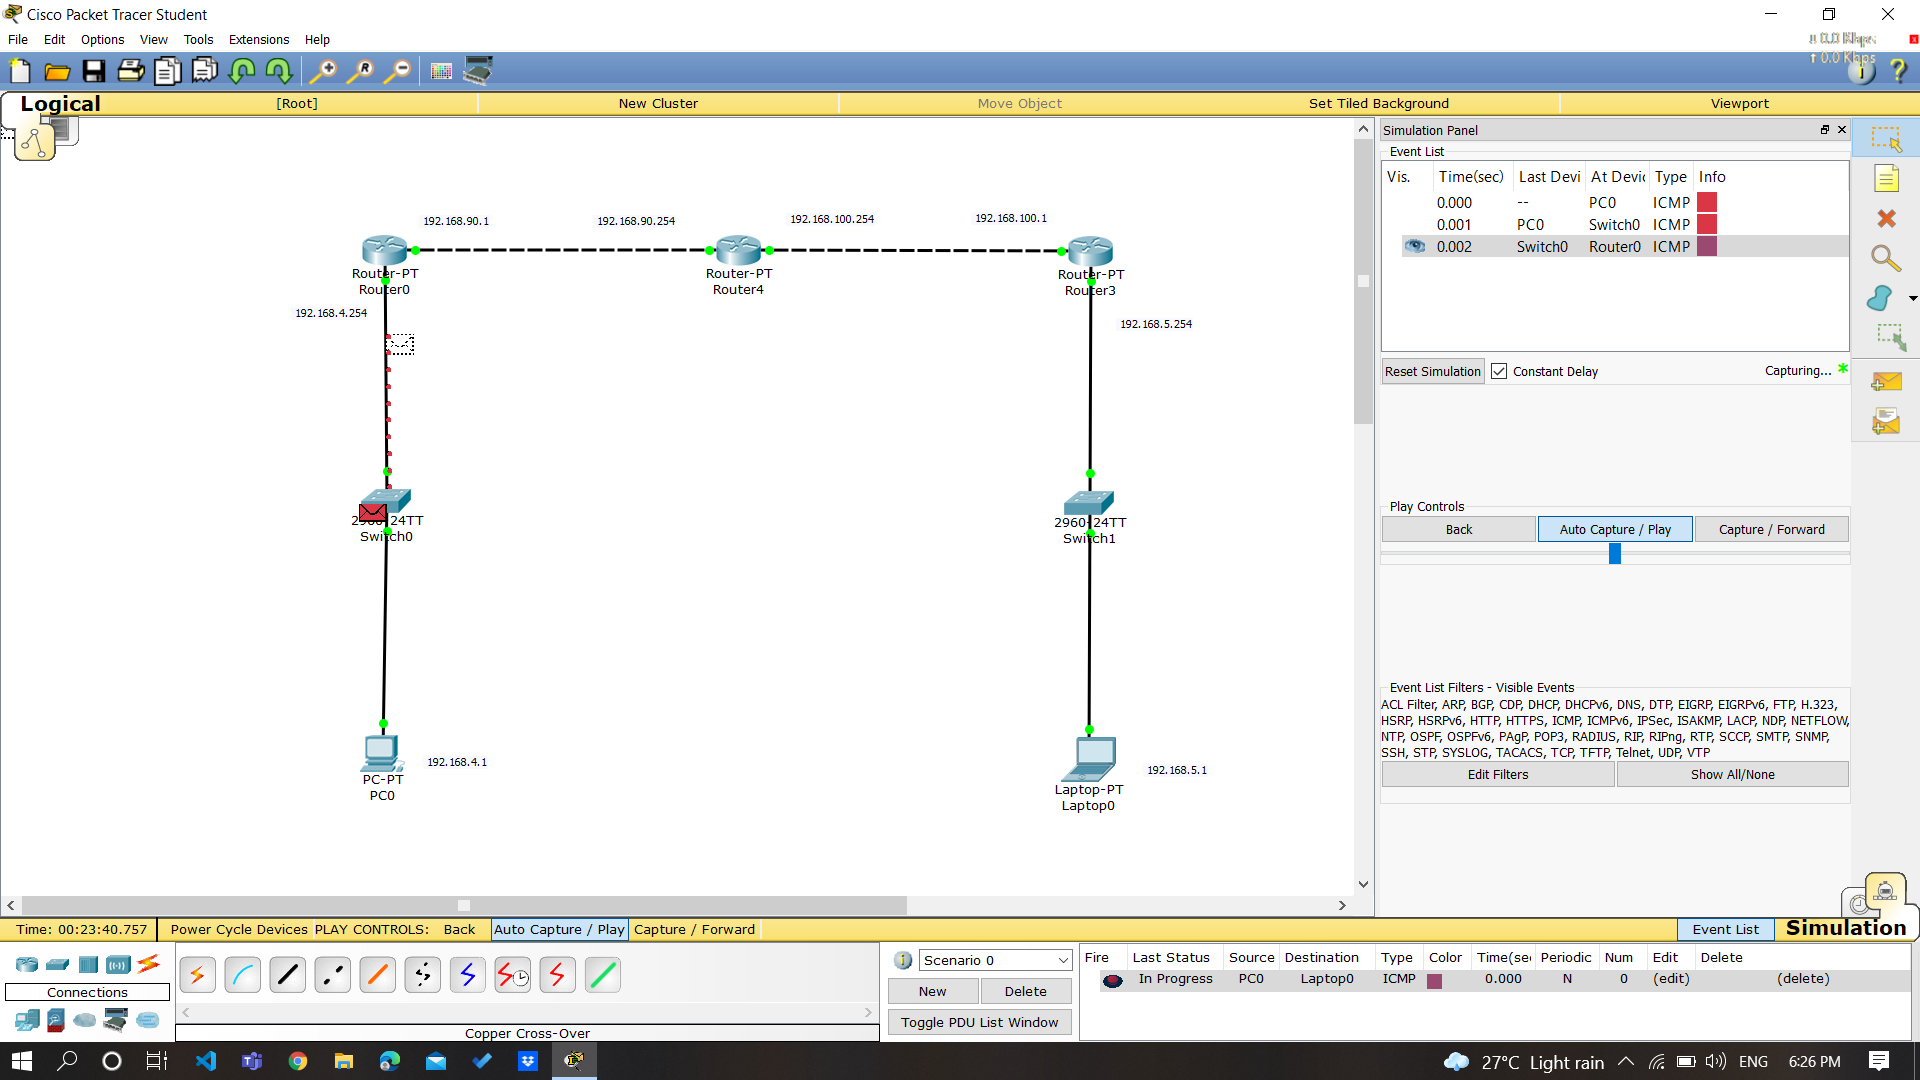 Cisco Packet Tracer Student
File Edit Options View Tools Extensions Help
0.0 Kbps
0.0 Kbps
Logical [Root] New Cluster Move Object Set Tiled Background Viewport
Simulation Panel
Event List
Vis. Time(sec) Last Devi At Devic Type Info
0.000 -- PC0 ICMP
0.001 PC0 Switch0 ICMP
0.002 Switch0 Router0 ICMP
Reset Simulation Constant Delay Capturing... *
Play Controls
Back Auto Capture / Play Capture / Forward
Event List Filters - Visible Events
ACL Filter, ARP, BGP, CDP, DHCP, DHCPv6, DNS, DTP, EIGRP, EIGRPv6, FTP, H.323,
HSRP, HSRPv6, HTTP, HTTPS, ICMP, ICMPv6, IPSec, ISAKMP, LACP, NDP, NETFLOW,
NTP, OSPF, OSPFv6, PAgP, POP3, RADIUS, RIP, RIPng, RTP, SCCP, SMTP, SNMP,
SSH, STP, SYSLOG, TACACS, TCP, TFTP, Telnet, UDP, VTP
Edit Filters Show All/None
192.168.90.1 192.168.90.254 192.168.100.254 192.168.100.1
Router-PT
Router0
Router-PT
Router4
Router-PT
Router3
192.168.4.254
192.168.5.254
2960-24TT
Switch0
2960-24TT
Switch1
PC-PT
PC0
192.168.4.1
Laptop-PT
Laptop0
192.168.5.1
Time: 00:23:40.757 Power Cycle Devices PLAY CONTROLS: Back Auto Capture / Play Capture / Forward Event List Simulation
Connections
Copper Cross-Over
Scenario 0
New Delete
Toggle PDU List Window
Fire Last Status Source Destination Type Color Time(sec Periodic Num Edit Delete
In Progress PC0 Laptop0 ICMP 0.000 N 0 (edit) (delete)
27°C Light rain ENG 6:26 PM